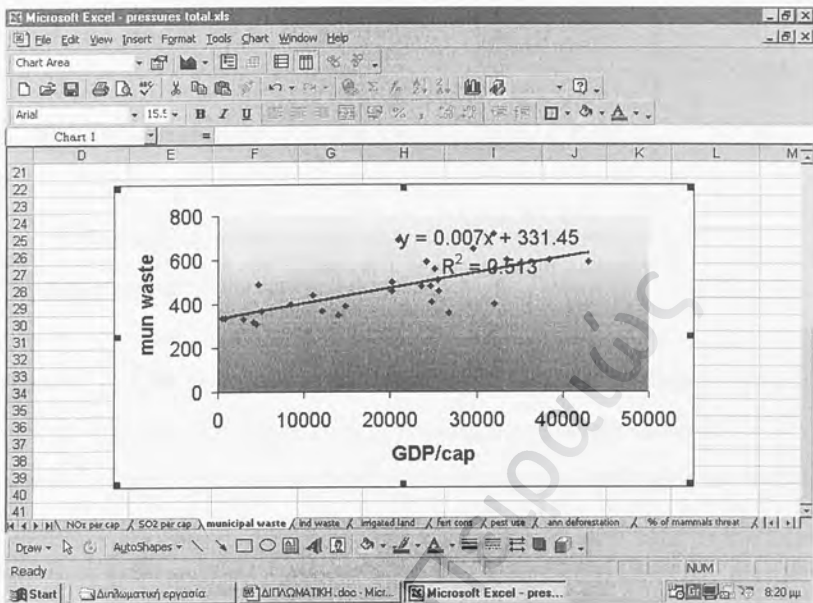 Microsoft Excel - pressures total.xls
File Edit View Insert Format Tools Chart Window Help
Chart Area
Arial 15.5 B I U
Chart 1 =
D E F G H I J K L M
21
22
23
24
25
26
27
28
29
30
31
32
33
34
35
36
37
38
39
40
41
800
600
400
200
0
mun waste
y = 0.007x + 331.45
R² = 0.513
0 10000 20000 30000 40000 50000
GDP/cap
NOx per cap SO2 per cap municipal waste ind waste irrigated land fert cons pest use ann deforestation % of mammals threat
Draw AutoShapes
Ready NUM
Start Διπλωματική εργασία ΔΙΠΛΩΜΑΤΙΚΗ.doc - Micr... Microsoft Excel - pres... 8:20 μμ
Πειραιώς